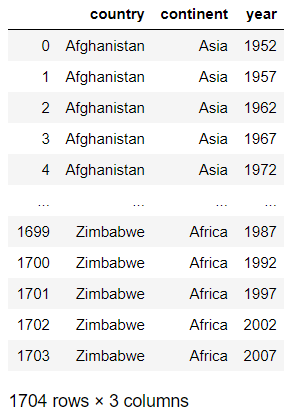 country continent year
0 Afghanistan Asia 1952
1 Afghanistan Asia 1957
2 Afghanistan Asia 1962
3 Afghanistan Asia 1967
4 Afghanistan Asia 1972
... ... ... ...
1699 Zimbabwe Africa 1987
1700 Zimbabwe Africa 1992
1701 Zimbabwe Africa 1997
1702 Zimbabwe Africa 2002
1703 Zimbabwe Africa 2007
1704 rows × 3 columns